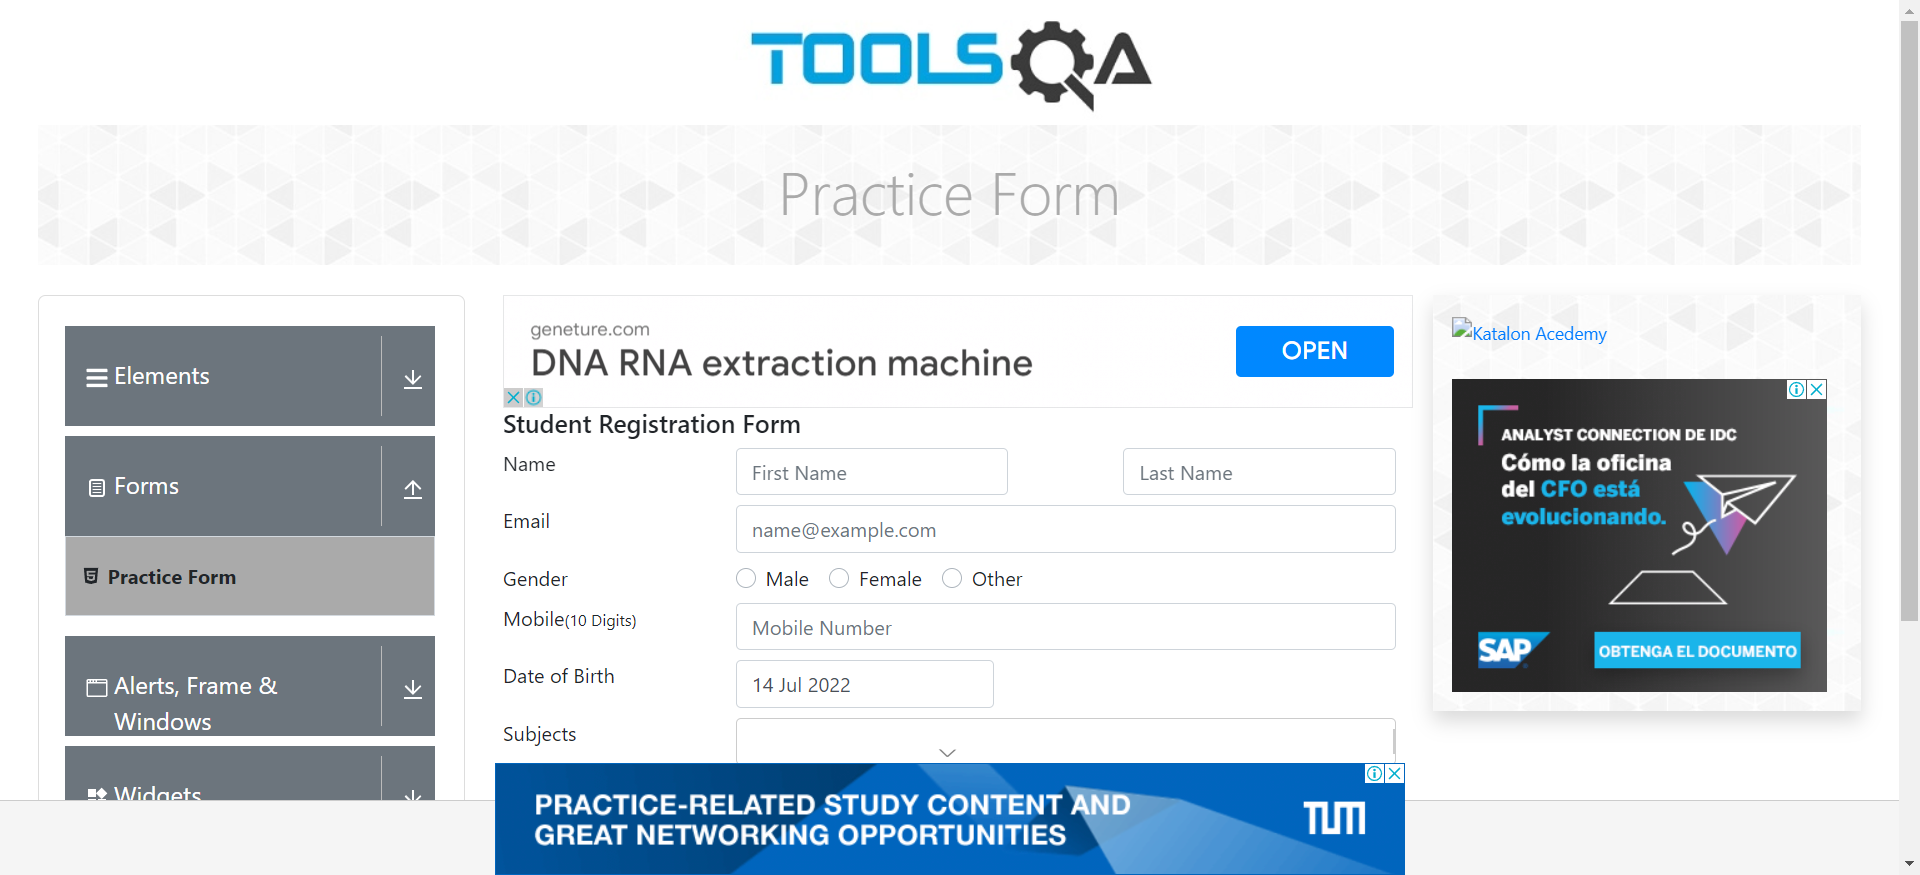 TOOLSQA
Practice Form
Elements
Forms
Practice Form
Alerts, Frame &
Windows
Widgets
geneture.com
DNA RNA extraction machine
OPEN
Student Registration Form
Name
First Name
Last Name
Email
name@example.com
Gender
Male
Female
Other
Mobile(10 Digits)
Mobile Number
Date of Birth
14 Jul 2022
Subjects
PRACTICE-RELATED STUDY CONTENT AND
GREAT NETWORKING OPPORTUNITIES
TUM
Katalon Acedemy
ANALYST CONNECTION DE IDC
Cómo la oficina
del CFO está
evolucionando.
SAP
OBTENGA EL DOCUMENTO